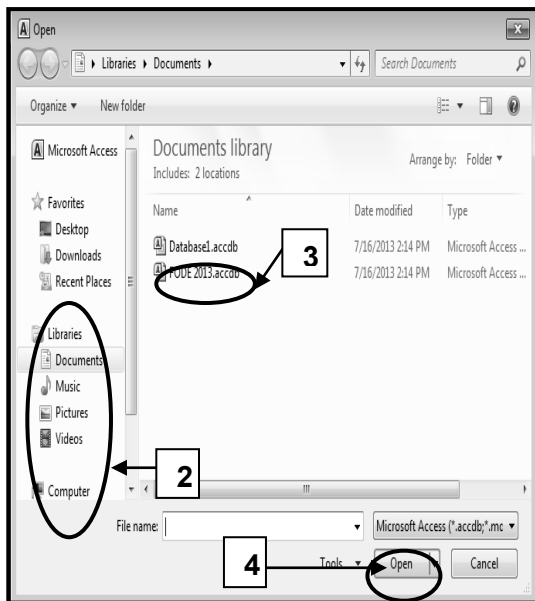 Open
Libraries Documents Search Documents
Organize New folder
Microsoft Access
Documents library
Includes: 2 locations
Arrange by: Folder
Favorites
Desktop
Downloads
Recent Places
Name Date modified Type
Database1.accdb 7/16/2013 2:14 PM Microsoft Access ...
FODE 2013.accdb 7/16/2013 2:14 PM Microsoft Access ...
3
Libraries
Documents
Music
Pictures
Videos
Computer
2
File name: Microsoft Access (*.accdb;*.mc
4
Tools Open Cancel